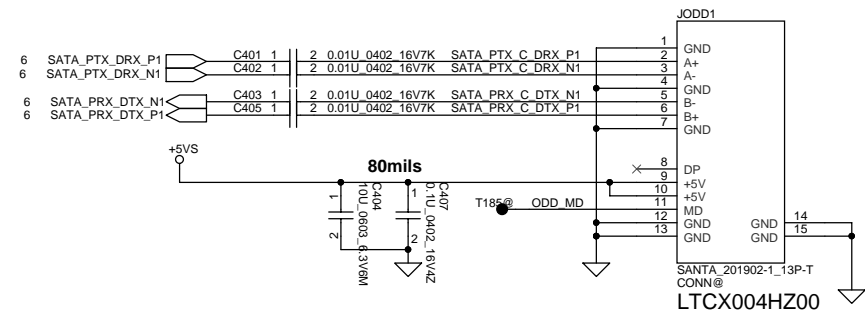 JODD1
1 GND
6 SATA_PTX_DRX_P1 C401 1 2 0.01U_0402_16V7K SATA_PTX_C_DRX_P1 2 A+
6 SATA_PTX_DRX_N1 C402 1 2 0.01U_0402_16V7K SATA_PTX_C_DRX_N1 3 A-
4 GND
6 SATA_PRX_DTX_N1 C403 1 2 0.01U_0402_16V7K SATA_PRX_C_DTX_N1 5 B-
6 SATA_PRX_DTX_P1 C405 1 2 0.01U_0402_16V7K SATA_PRX_C_DTX_P1 6 B+
7 GND
+5VS
80mils
8 DP
9 +5V
10 +5V
T185@ ODD_MD 11 MD
12 GND GND 14
13 GND GND 15
1 2 C404
10U_0603_6.3V6M
1 2 C407
0.1U_0402_16V4Z
SANTA_201902-1_13P-T
CONN@
LTCX004HZ00